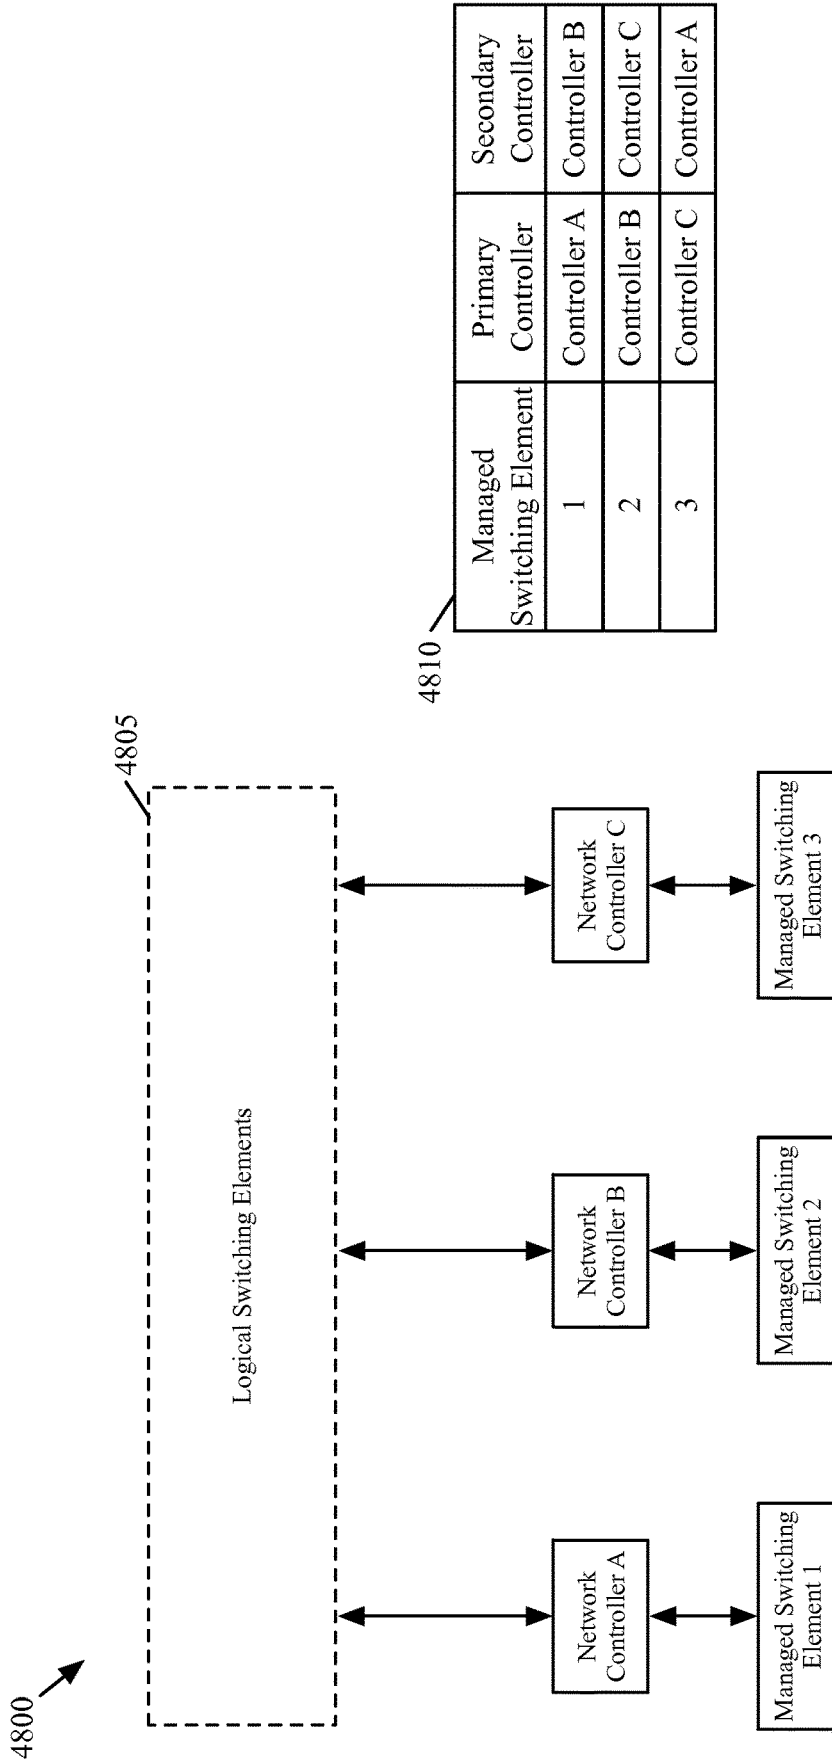 4800
4805
Logical Switching Elements
Network
Controller A
Network
Controller B
Network
Controller C
Managed Switching
Element 1
Managed Switching
Element 2
Managed Switching
Element 3
4810
Managed
Switching Element
Primary
Controller
Secondary
Controller
1
Controller A
Controller B
2
Controller B
Controller C
3
Controller C
Controller A